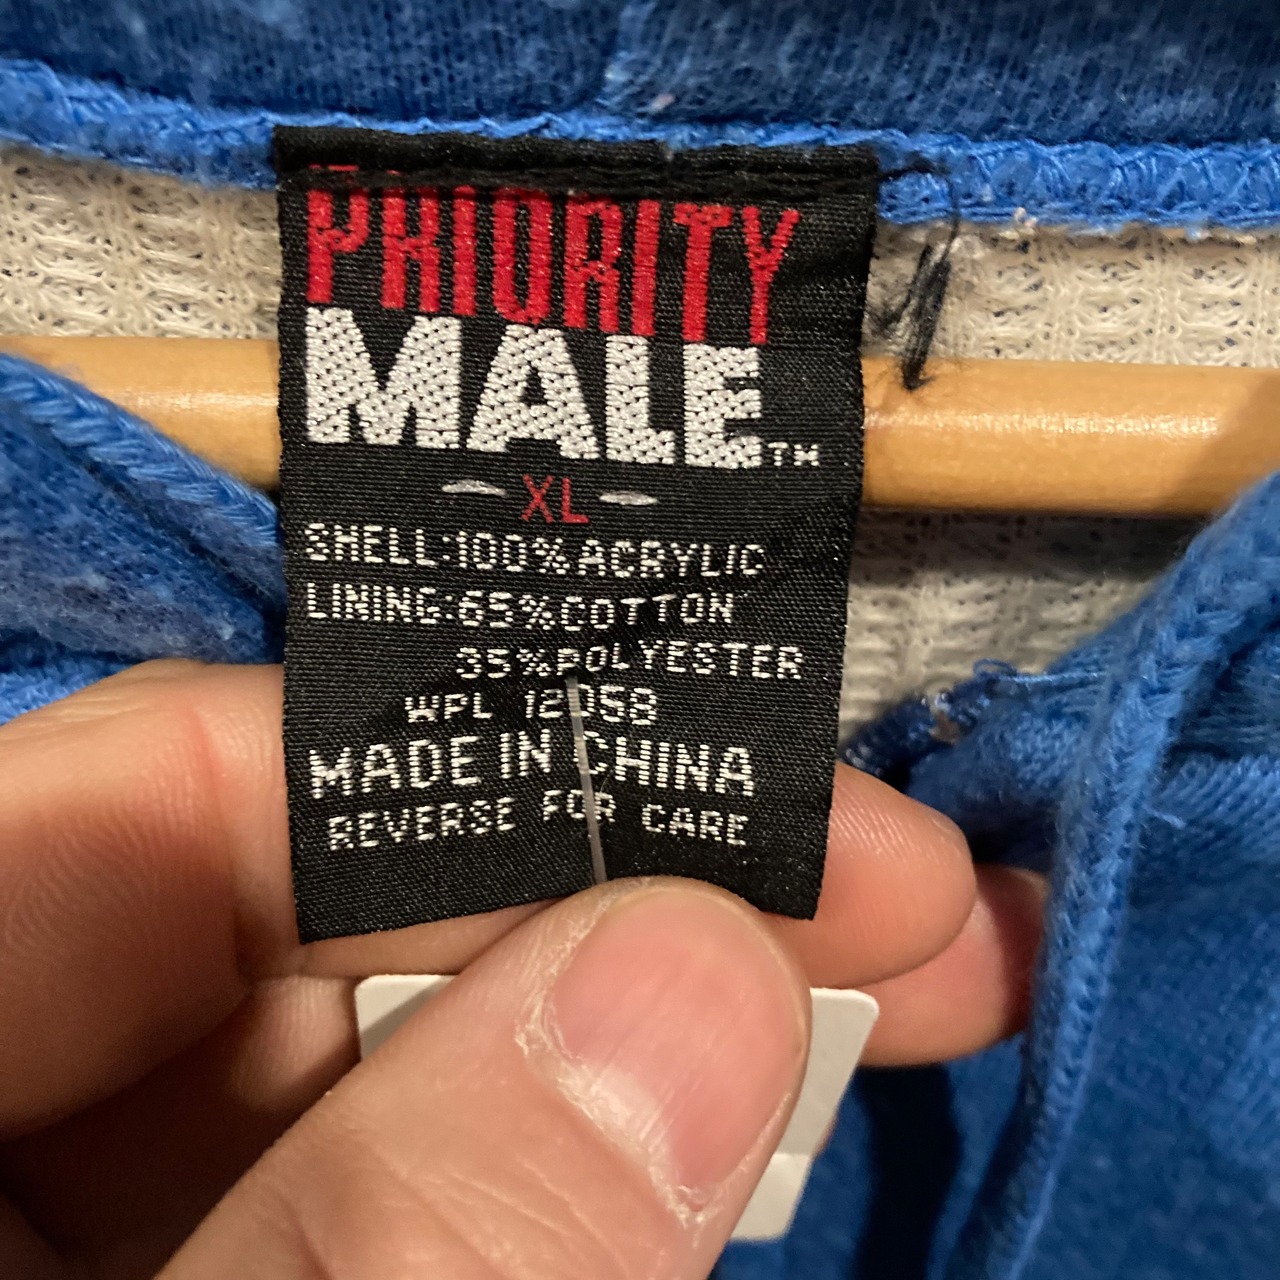 PRIORITY
MALE™
- XL -
SHELL:100%ACRYLIC
LINING:65%COTTON
35%POLYESTER
WPL 12058
MADE IN CHINA
REVERSE FOR CARE